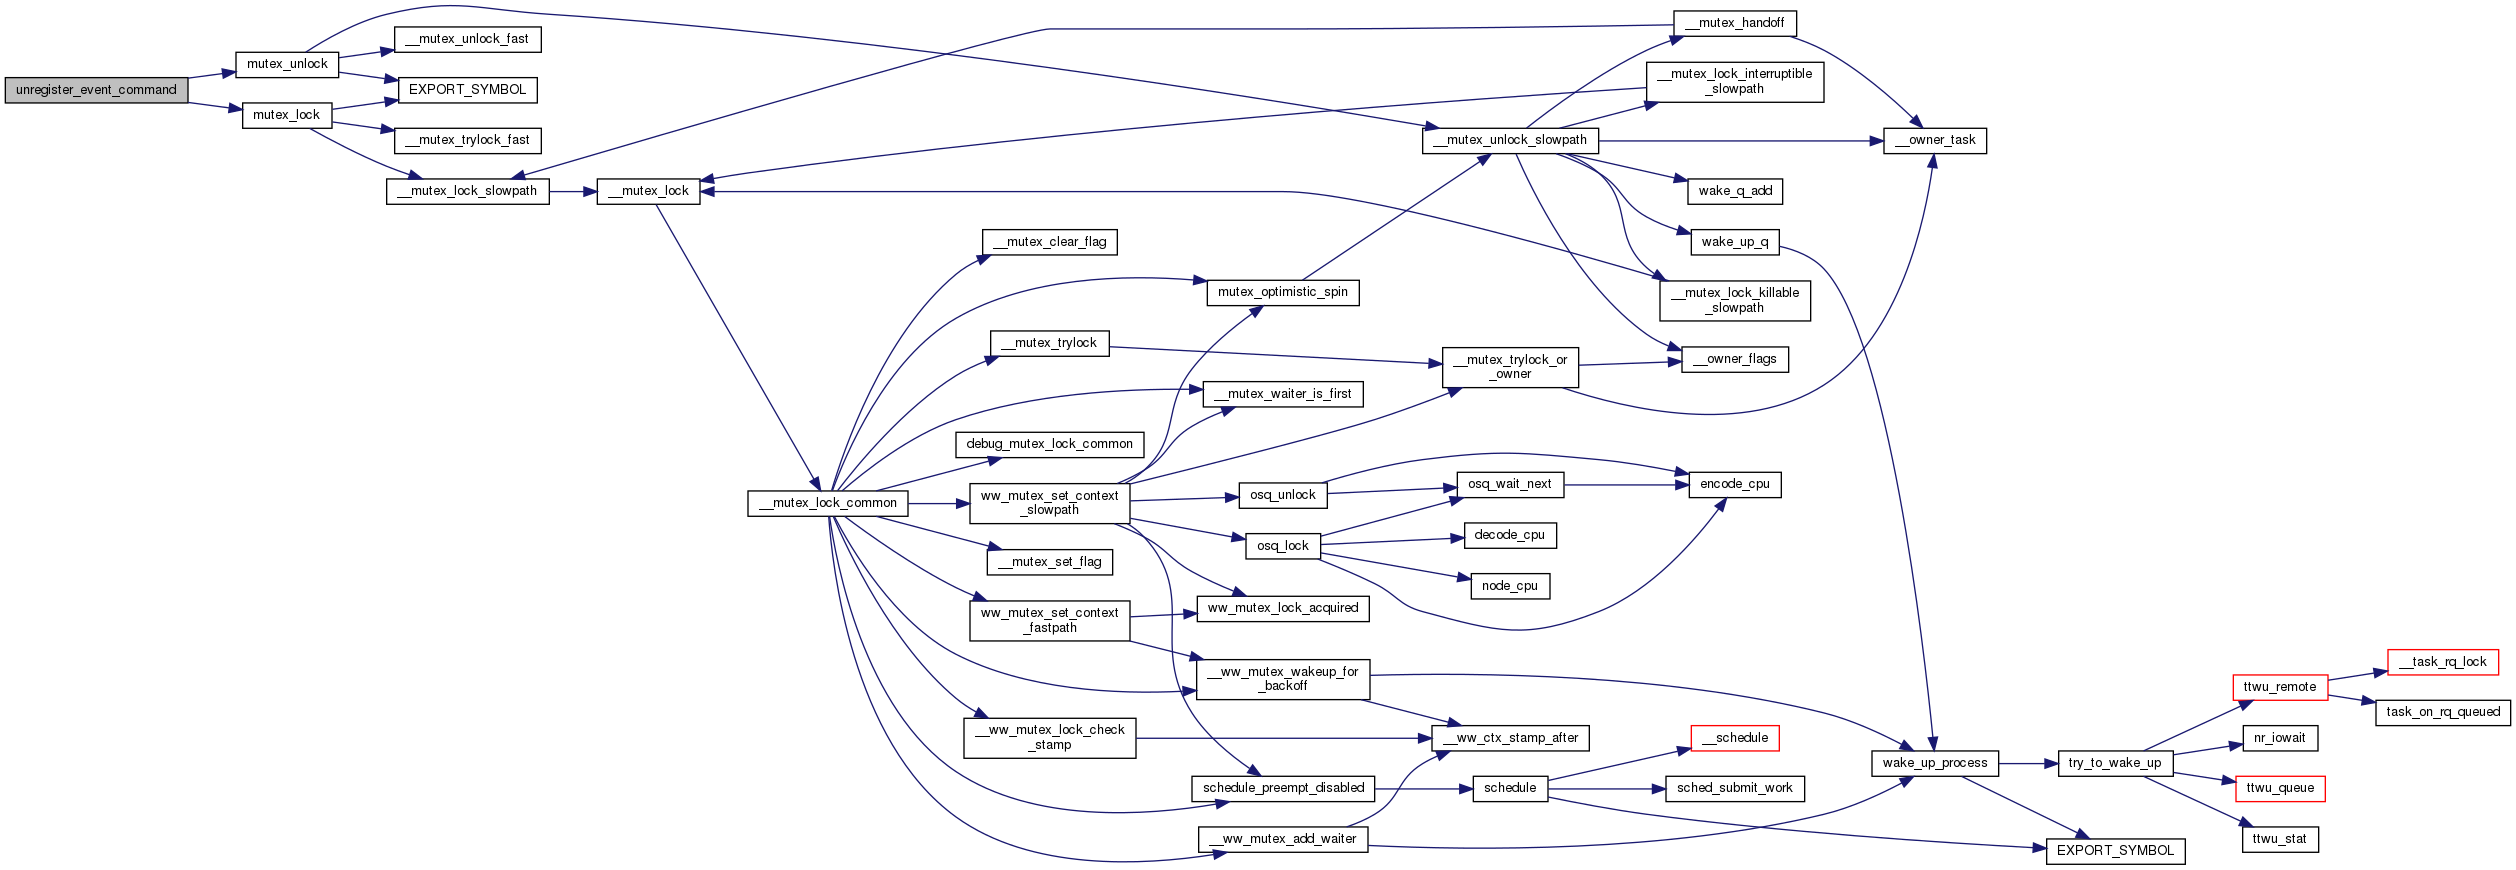 unregister_event_command
mutex_unlock
mutex_lock
__mutex_unlock_fast
EXPORT_SYMBOL
__mutex_trylock_fast
__mutex_lock_slowpath
__mutex_lock
__mutex_lock_common
__mutex_clear_flag
mutex_optimistic_spin
__mutex_trylock
__mutex_waiter_is_first
debug_mutex_lock_common
ww_mutex_set_context
_slowpath
__mutex_set_flag
ww_mutex_set_context
_fastpath
__ww_mutex_lock_check
_stamp
osq_unlock
osq_lock
ww_mutex_lock_acquired
__ww_mutex_wakeup_for
_backoff
schedule_preempt_disabled
__ww_mutex_add_waiter
__mutex_unlock_slowpath
__mutex_trylock_or
_owner
osq_wait_next
decode_cpu
node_cpu
__ww_ctx_stamp_after
schedule
__mutex_handoff
__mutex_lock_interruptible
_slowpath
__owner_task
wake_q_add
wake_up_q
__mutex_lock_killable
_slowpath
__owner_flags
encode_cpu
__schedule
sched_submit_work
wake_up_process
try_to_wake_up
EXPORT_SYMBOL
ttwu_remote
nr_iowait
ttwu_queue
ttwu_stat
__task_rq_lock
task_on_rq_queued